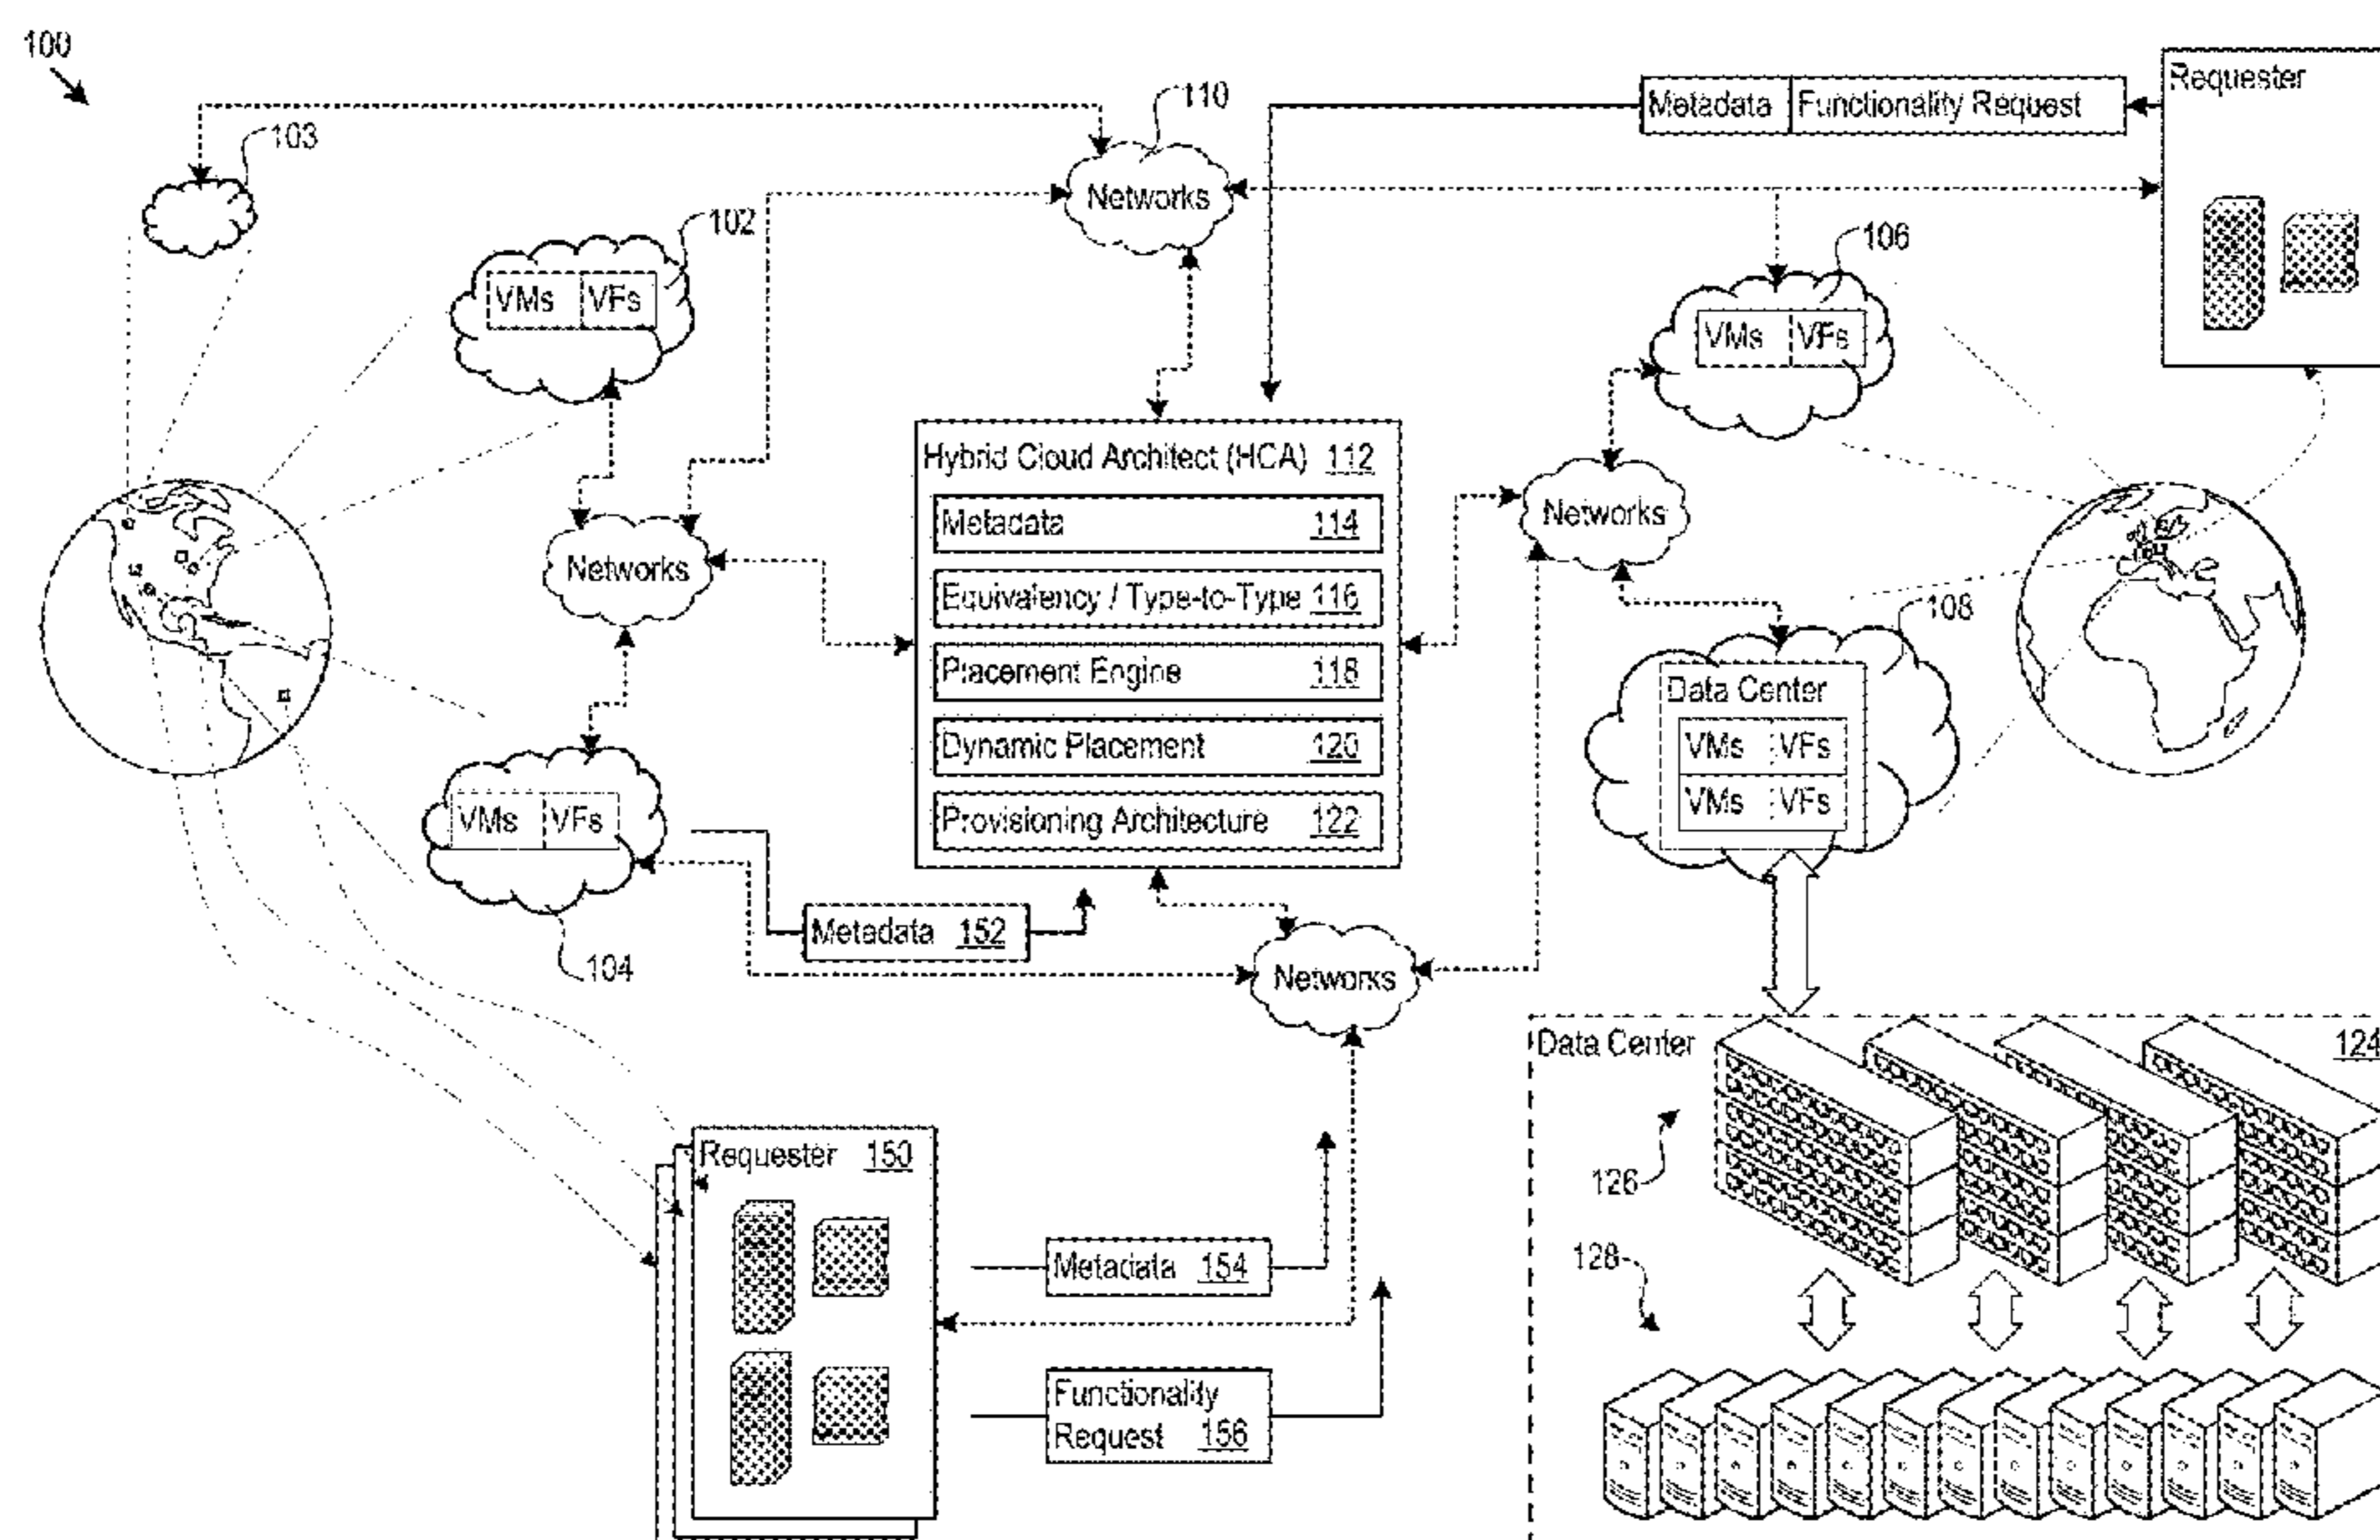 100
103
110
Metadata Functionality Request
Requester
Networks
102
VMs VFs
106
VMs VFs
Hybrid Cloud Architect (HCA) 112
Metadata 114
Equivalency / Type-to-Type 116
Placement Engine 118
Dynamic Placement 120
Provisioning Architecture 122
Networks
Networks
108
Data Center
VMs VFs
VMs VFs
VMs VFs
104
Metadata 152
Networks
Data Center 124
126
128
Requester 150
Metadata 154
Functionality
Request 156